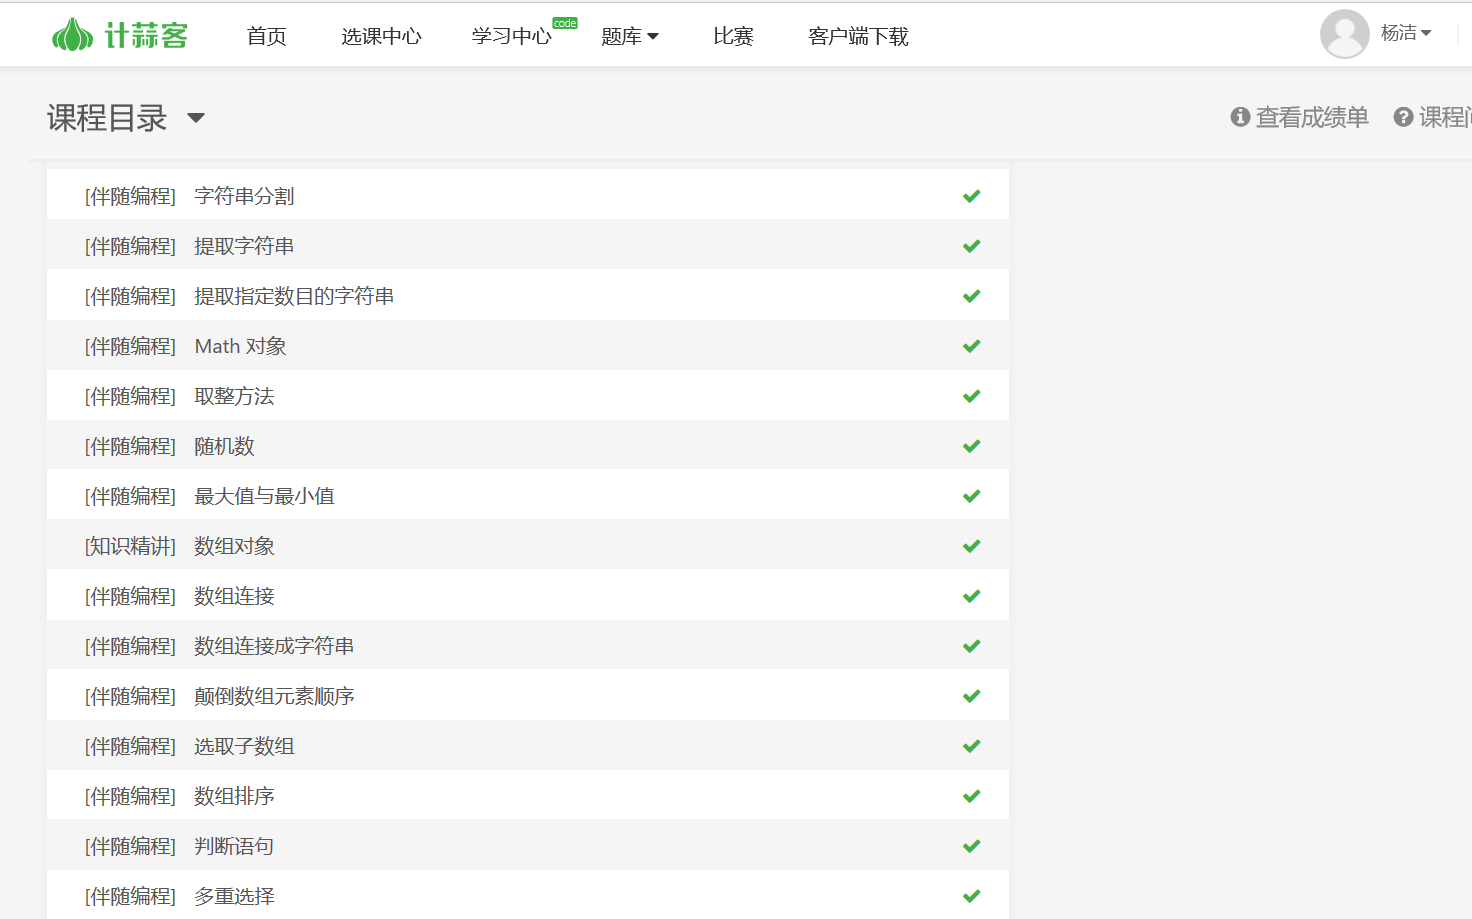 计蒜客 首页 选课中心 学习中心 code 题库 比赛 客户端下载 杨洁
课程目录 查看成绩单 课程
[伴随编程] 字符串分割
[伴随编程] 提取字符串
[伴随编程] 提取指定数目的字符串
[伴随编程] Math 对象
[伴随编程] 取整方法
[伴随编程] 随机数
[伴随编程] 最大值与最小值
[知识精讲] 数组对象
[伴随编程] 数组连接
[伴随编程] 数组连接成字符串
[伴随编程] 颠倒数组元素顺序
[伴随编程] 选取子数组
[伴随编程] 数组排序
[伴随编程] 判断语句
[伴随编程] 多重选择